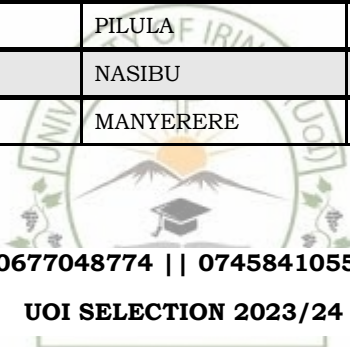 PILULA
NASIBU
MANYERERE
0677048774 || 0745841055
UOI SELECTION 2023/24